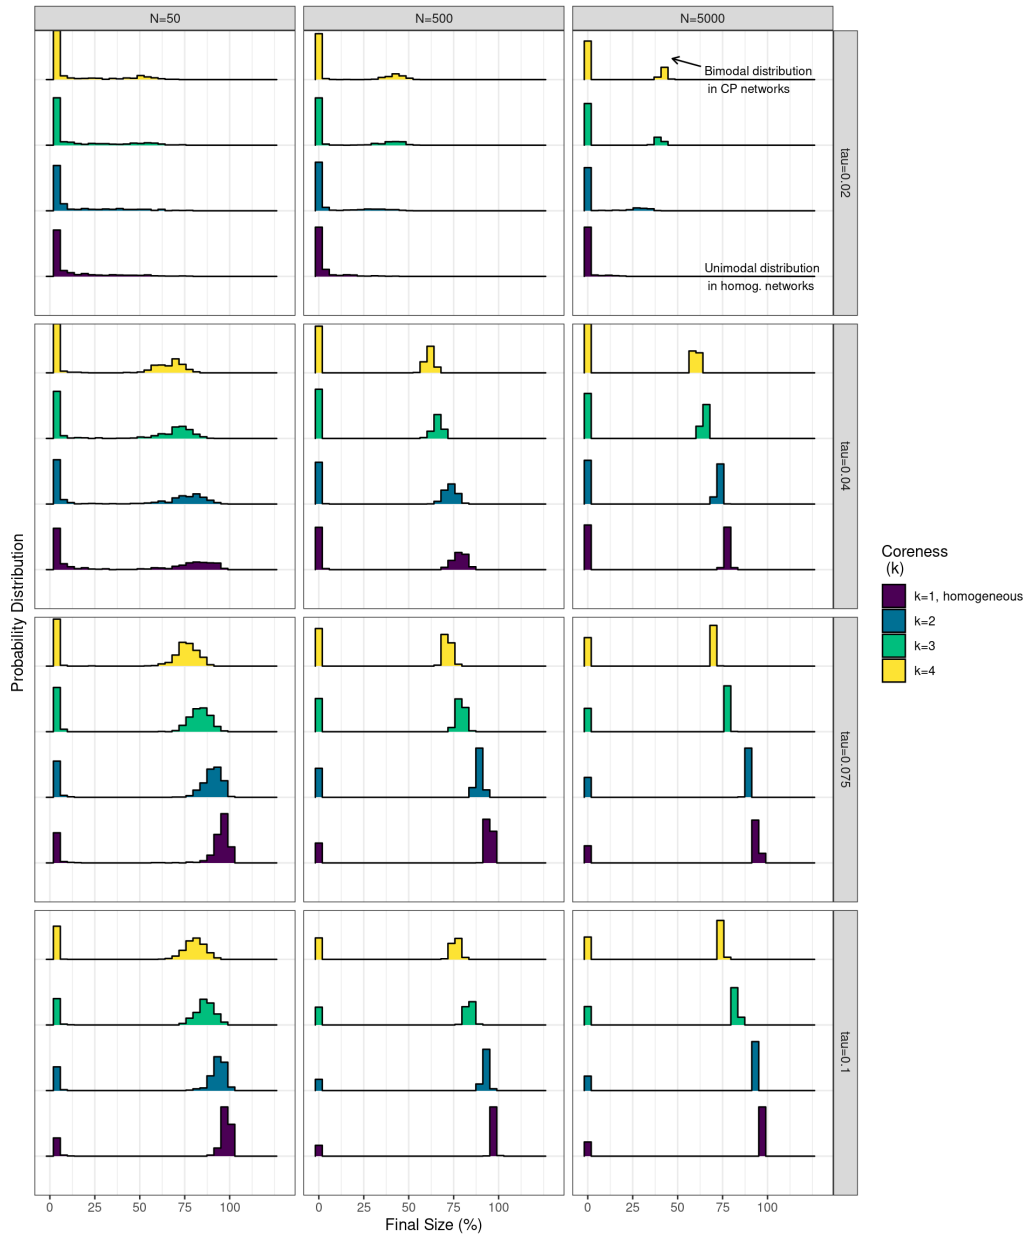 N=50
N=500
N=5000
Bimodal distribution
in CP networks
Unimodal distribution
in homog. networks
tau=0.02
tau=0.04
tau=0.075
tau=0.1
Probability Distribution
0 25 50 75 100
0 25 50 75 100
0 25 50 75 100
Final Size (%)
Coreness
(k)
k=1, homogeneous
k=2
k=3
k=4